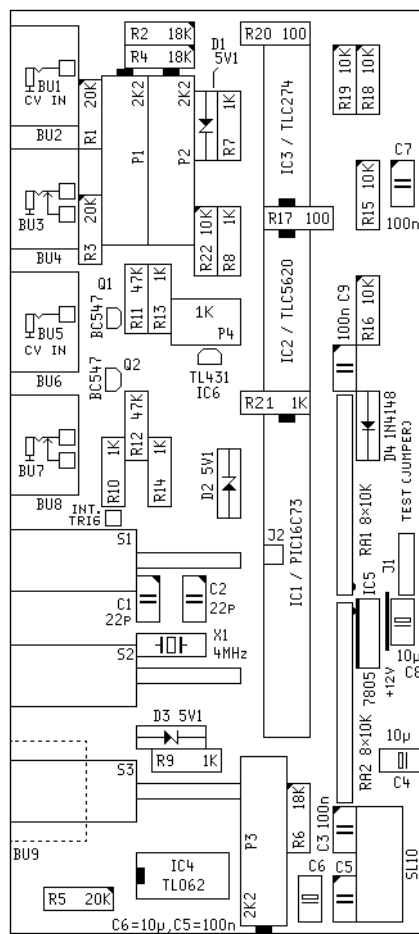 R2 18K
R4 18K
D1
5V1
R20 100
BU1
CV IN
BU2
R1 20K
2K2
P1
2K2
P2
R7 1K
IC3 / TLC274
R19 10K
R18 10K
C7
100n
BU3
BU4
R3 20K
R22 10K
R8 1K
R17 100
R15 10K
Q1
BC547
R11 47K
R13 1K
1K
P4
BU5
CV IN
BU6
IC2 / TLC5620
100n C9
R16 10K
Q2
BC547
TL431
IC6
BU7
BU8
R10 1K
R12 47K
R14 1K
D2 5V1
R21 1K
D4 1N4148
INT.
TRIG
S1
J2
IC1 / PIC16C73
RA1 8×10K
TEST (JUMPER)
J1
C1
22P
C2
22P
IC5
7805
+12V
10µ
C8
S2
X1
4MHz
D3 5V1
R9 1K
RA2 8×10K
10µ
C4
S3
BU9
IC4
TL062
P3
2K2
R6 18K
C3 100n
C6
C5
SL10
R5 20K
C6=10µ,C5=100n